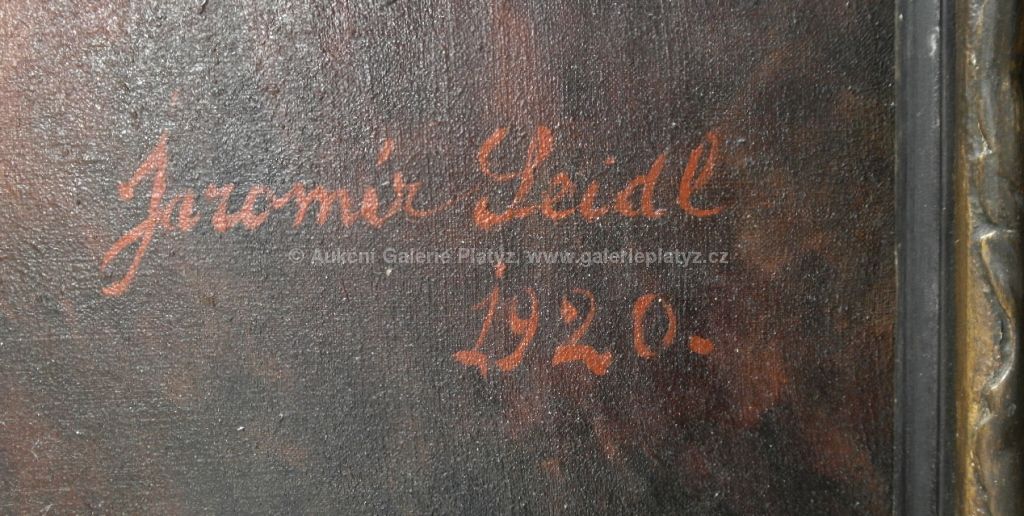 Jaromír Seidl
© Aukční Galerie Platýz, www.galerieplatyz.cz
1920.